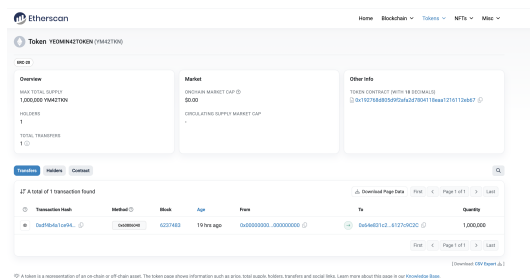 Etherscan
Home Blockchain Tokens NFTs Misc
Token YEOMIN42TOKEN (YM42TKN)
ERC-20
Overview
MAX TOTAL SUPPLY
1,000,000 YM42TKN
HOLDERS
1
TOTAL TRANSFERS
1
Market
ONCHAIN MARKET CAP
$0.00
CIRCULATING SUPPLY MARKET CAP
-
Other Info
TOKEN CONTRACT (WITH 18 DECIMALS)
Transfers Holders Contract
A total of 1 transaction found
Download Page Data First < Page 1 of 1 > Last
Transaction Hash Method Block Age From To Quantity
0xdf4b4a1ce94... 0x60806040 6237483 19 hrs ago 0x00000000...000000000 0x64e831c2...6127c9C2C 1,000,000
First < Page 1 of 1 > Last
[ Download: CSV Export ]
A token is a representation of an on-chain or off-chain asset. The token page shows information such as price, total supply, holders, transfers and social links. Learn more about this page in our Knowledge Base.